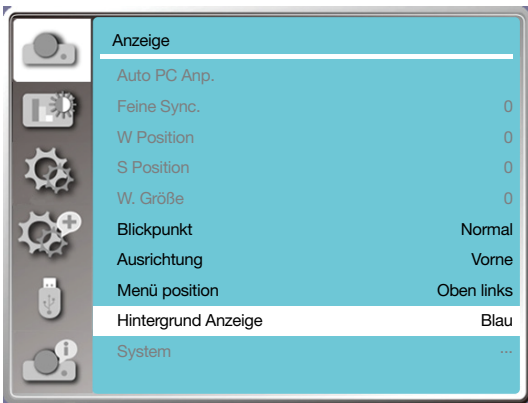 Anzeige
Auto PC Anp.
Feine Sync. 0
W Position 0
S Position 0
W. Größe 0
Blickpunkt Normal
Ausrichtung Vorne
Menü position Oben links
Hintergrund Anzeige Blau
System ...